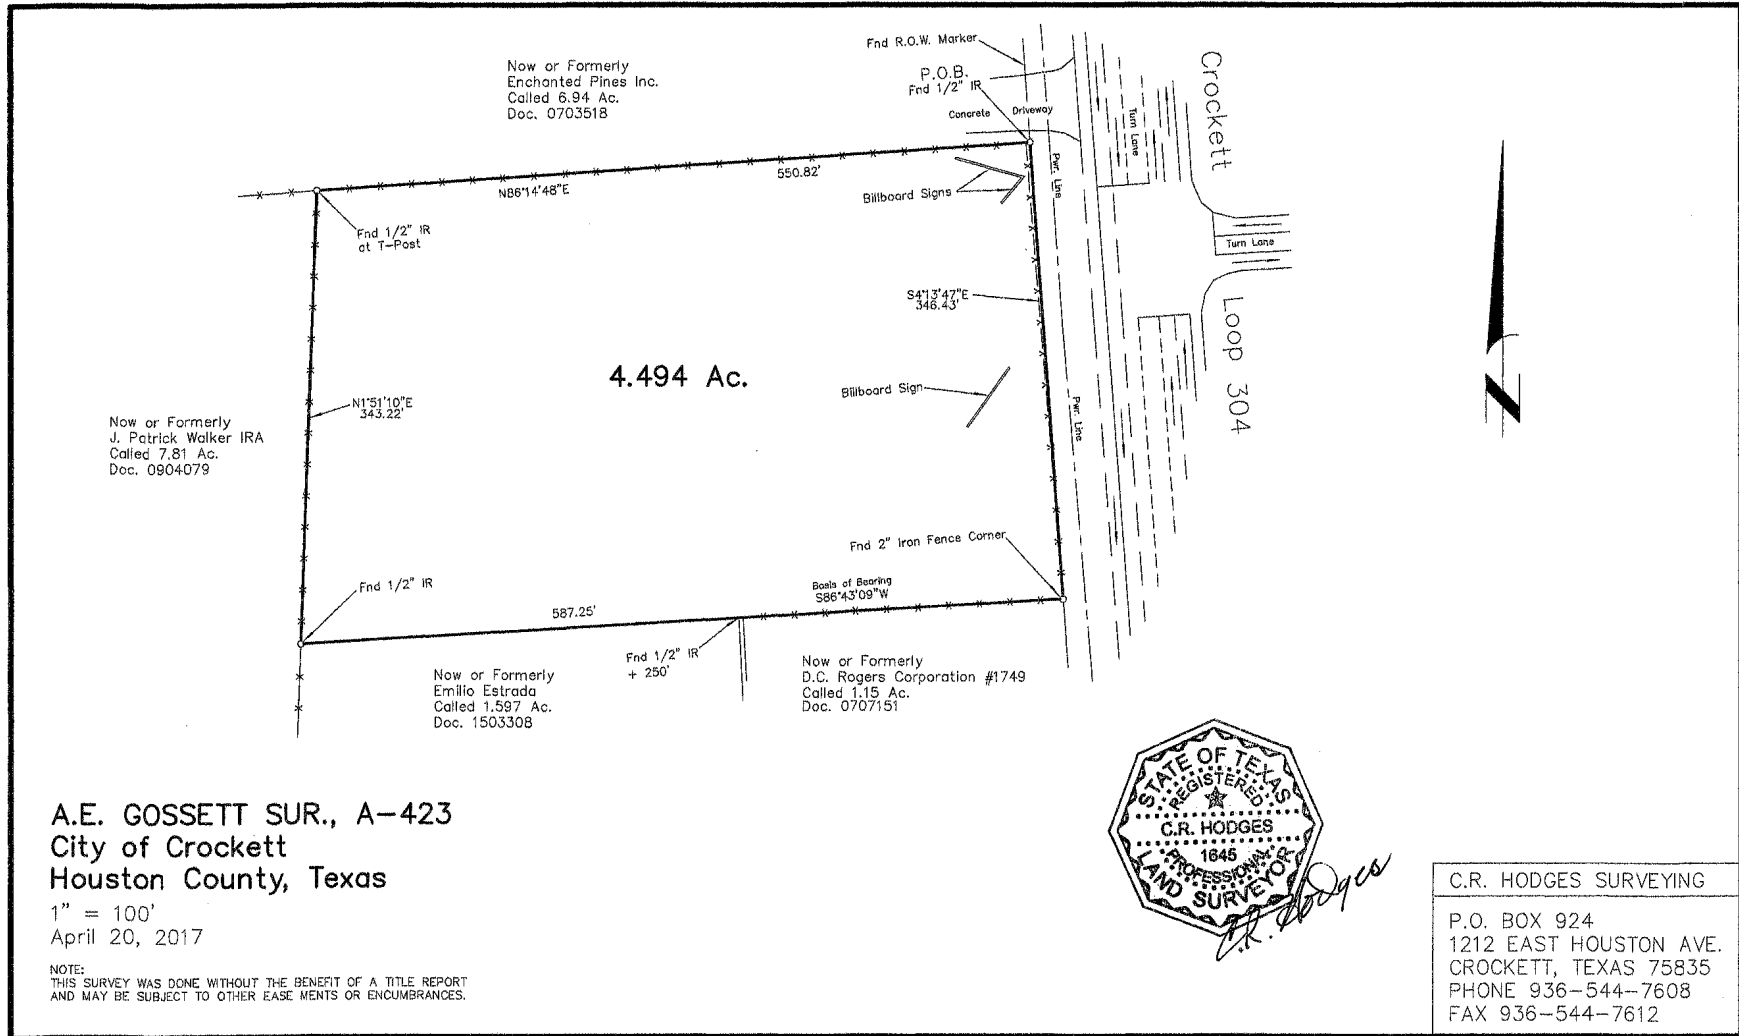 Now or Formerly
Enchanted Pines Inc.
Called 6.94 Ac.
Doc. 0703518
Fnd R.O.W. Marker
P.O.B.
Fnd 1/2" IR
Concrete Driveway
Crockett
Turn Lane
Pwr. Line
N86°14'48"E
550.82'
Billboard Signs
Fnd 1/2" IR
at T-Post
Turn Lane
S4°13'47"E
346.43'
Loop 304
4.494 Ac.
Billboard Sign
Pwr. Line
N1°51'10"E
343.22'
Now or Formerly
J. Patrick Walker IRA
Called 7.81 Ac.
Doc. 0904079
N
Fnd 2" Iron Fence Corner
Fnd 1/2" IR
Basis of Bearing
S86°43'09"W
587.25'
Fnd 1/2" IR
+ 250'
Now or Formerly
Emilio Estrada
Called 1.597 Ac.
Doc. 1503308
Now or Formerly
D.C. Rogers Corporation #1749
Called 1.15 Ac.
Doc. 0707151
A.E. GOSSETT SUR., A-423
City of Crockett
Houston County, Texas
1" = 100'
April 20, 2017
NOTE:
THIS SURVEY WAS DONE WITHOUT THE BENEFIT OF A TITLE REPORT
AND MAY BE SUBJECT TO OTHER EASE MENTS OR ENCUMBRANCES.
STATE OF TEXAS
REGISTERED
C.R. HODGES
1645
PROFESSIONAL
LAND SURVEYOR
C.R. Hodges
C.R. HODGES SURVEYING
P.O. BOX 924
1212 EAST HOUSTON AVE.
CROCKETT, TEXAS 75835
PHONE 936-544-7608
FAX 936-544-7612